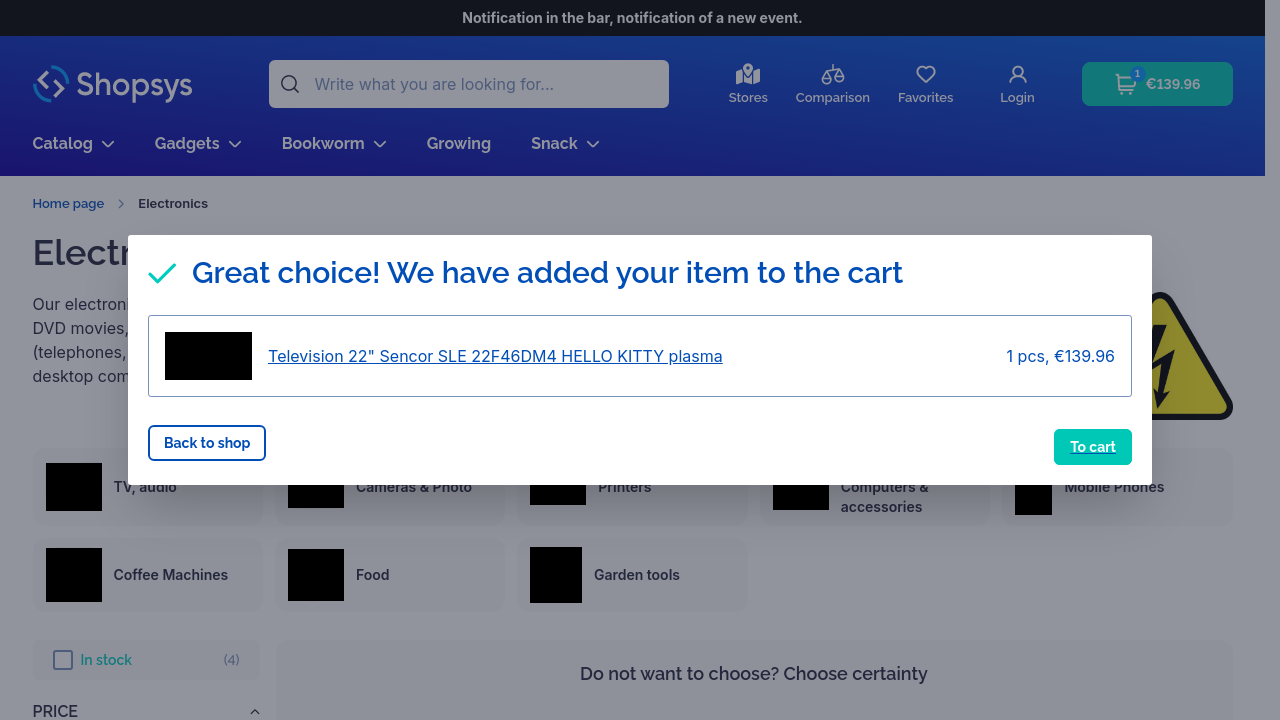 Notification in the bar, notification of a new event.
Shopsys
Write what you are looking for...
Stores
Comparison
Favorites
Login
1
€139.96
Catalog
Gadgets
Bookworm
Growing
Snack
Home page
Electronics
Electr
Great choice! We have added your item to the cart
Our electroni
DVD movies,
(telephones,
desktop com
Television 22" Sencor SLE 22F46DM4 HELLO KITTY plasma
1 pcs, €139.96
Back to shop
To cart
TV, audio
Cameras & Photo
Printers
Computers &
accessories
Mobile Phones
Coffee Machines
Food
Garden tools
In stock
(4)
Do not want to choose? Choose certainty
PRICE